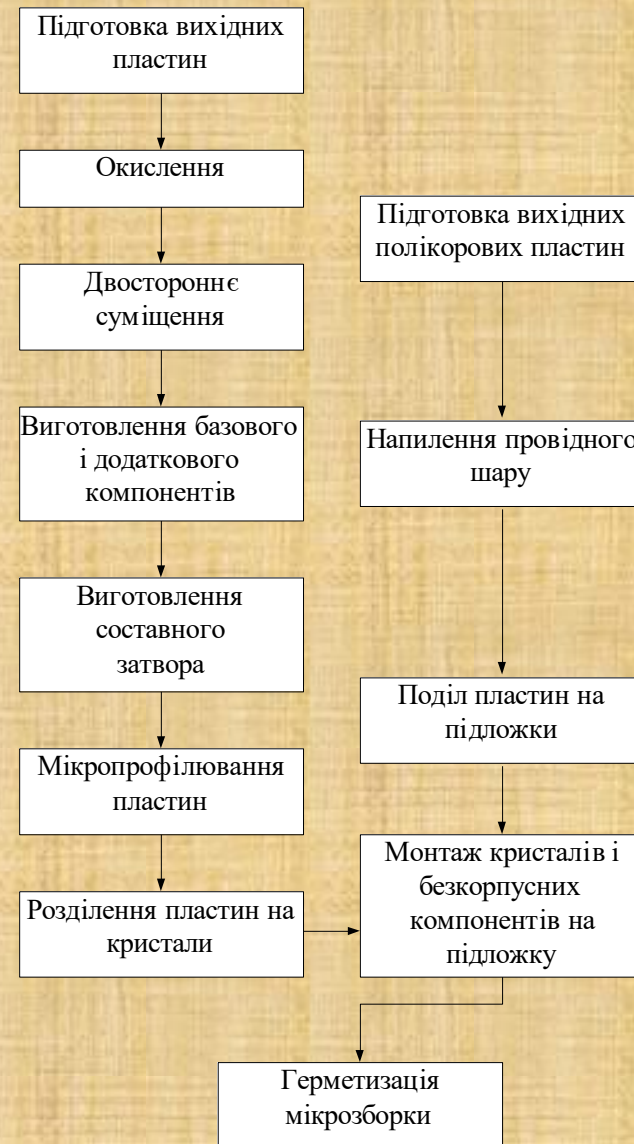 Підготовка вихідних
пластин
Окислення
Двостороннє
суміщення
Виготовлення базового
і додаткового
компонентів
Виготовлення
составного
затвора
Мікропрофілювання
пластин
Розділення пластин на
кристали
Підготовка вихідних
полікорових пластин
Напилення провідного
шару
Поділ пластин на
підложки
Монтаж кристалів і
безкорпусних
компонентів на
підложку
Герметизація
мікрозборки